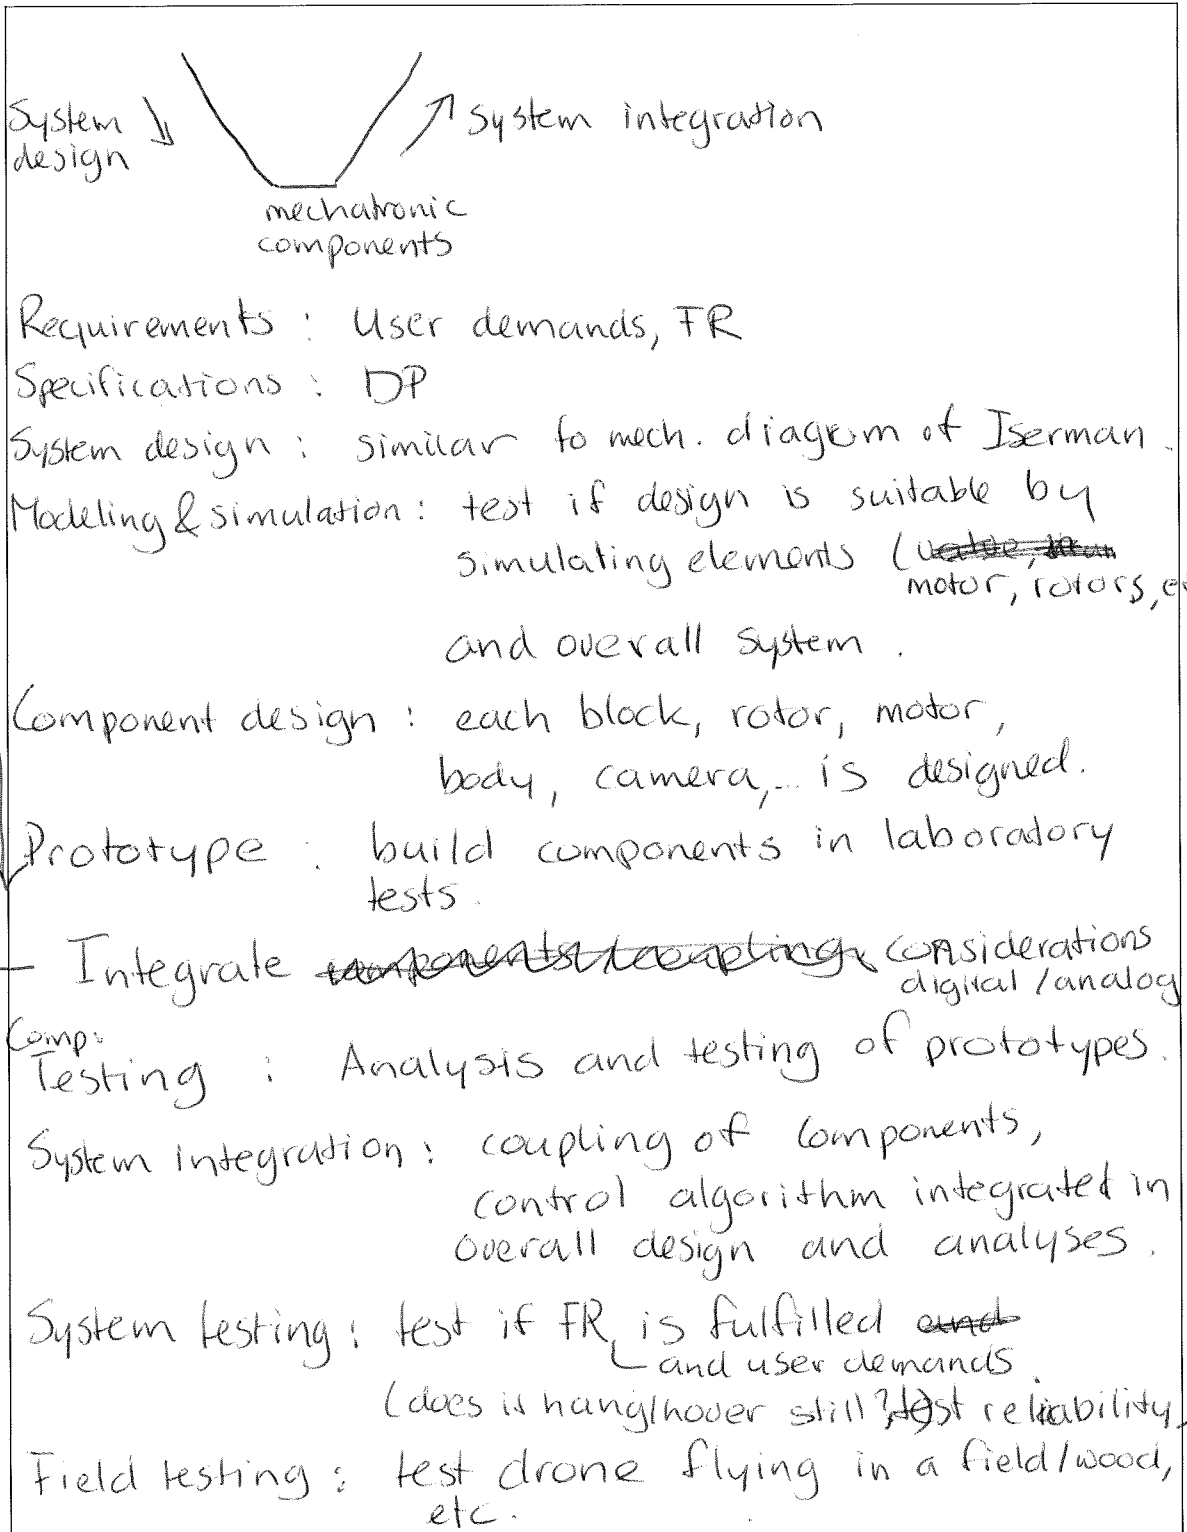 System
design
System integration
mechatronic
components
Requirements : User demands, FR
Specifications : DP
System design : similar to mech. diagram of Iserman.
Modeling & simulation : test if design is suitable by
simulating elements (
motor, rotors, e
and overall system.
Component design : each block, rotor, motor,
body, camera,... is designed.
Prototype : build components in laboratory
tests.
- Integrate components/coupling considerations
digital/analog
Comp:
Testing : Analysis and testing of prototypes.
System integration : coupling of components,
control algorithm integrated in
overall design and analyses.
System testing : test if FR is fulfilled and
and user demands.
(does it hang/hover still?) test reliability,
Field testing : test drone flying in a field/wood,
etc.